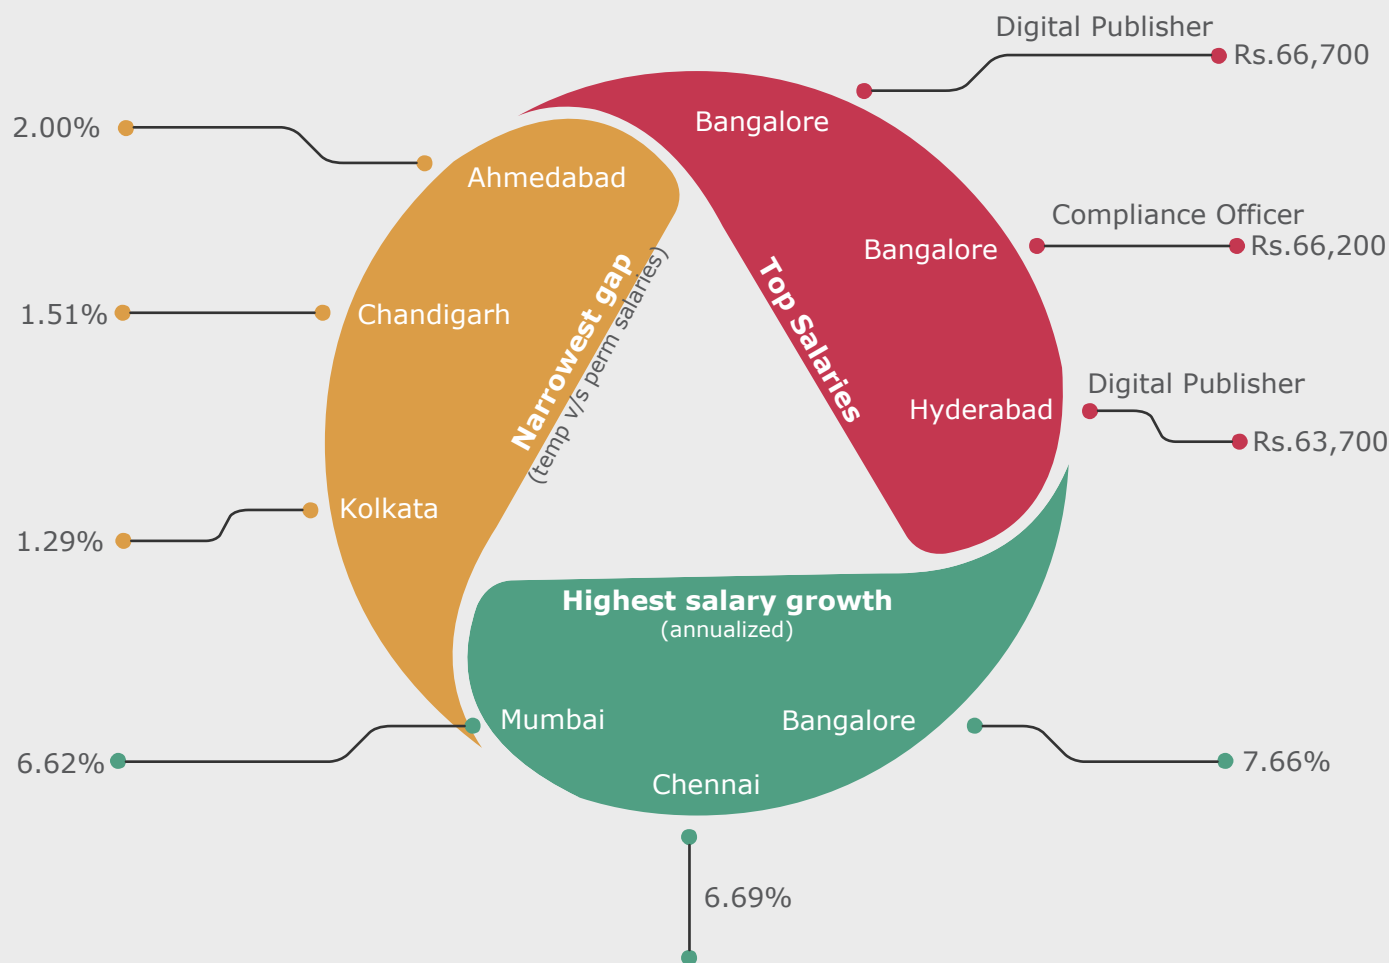 Digital Publisher
Rs.66,700
Bangalore
2.00%
Ahmedabad
Compliance Officer
Rs.66,200
Bangalore
Top Salaries
Narrowest gap
(temp v/s perm salaries)
1.51%
Chandigarh
Digital Publisher
Rs.63,700
Hyderabad
Kolkata
1.29%
Highest salary growth
(annualized)
Mumbai
6.62%
Bangalore
7.66%
Chennai
6.69%